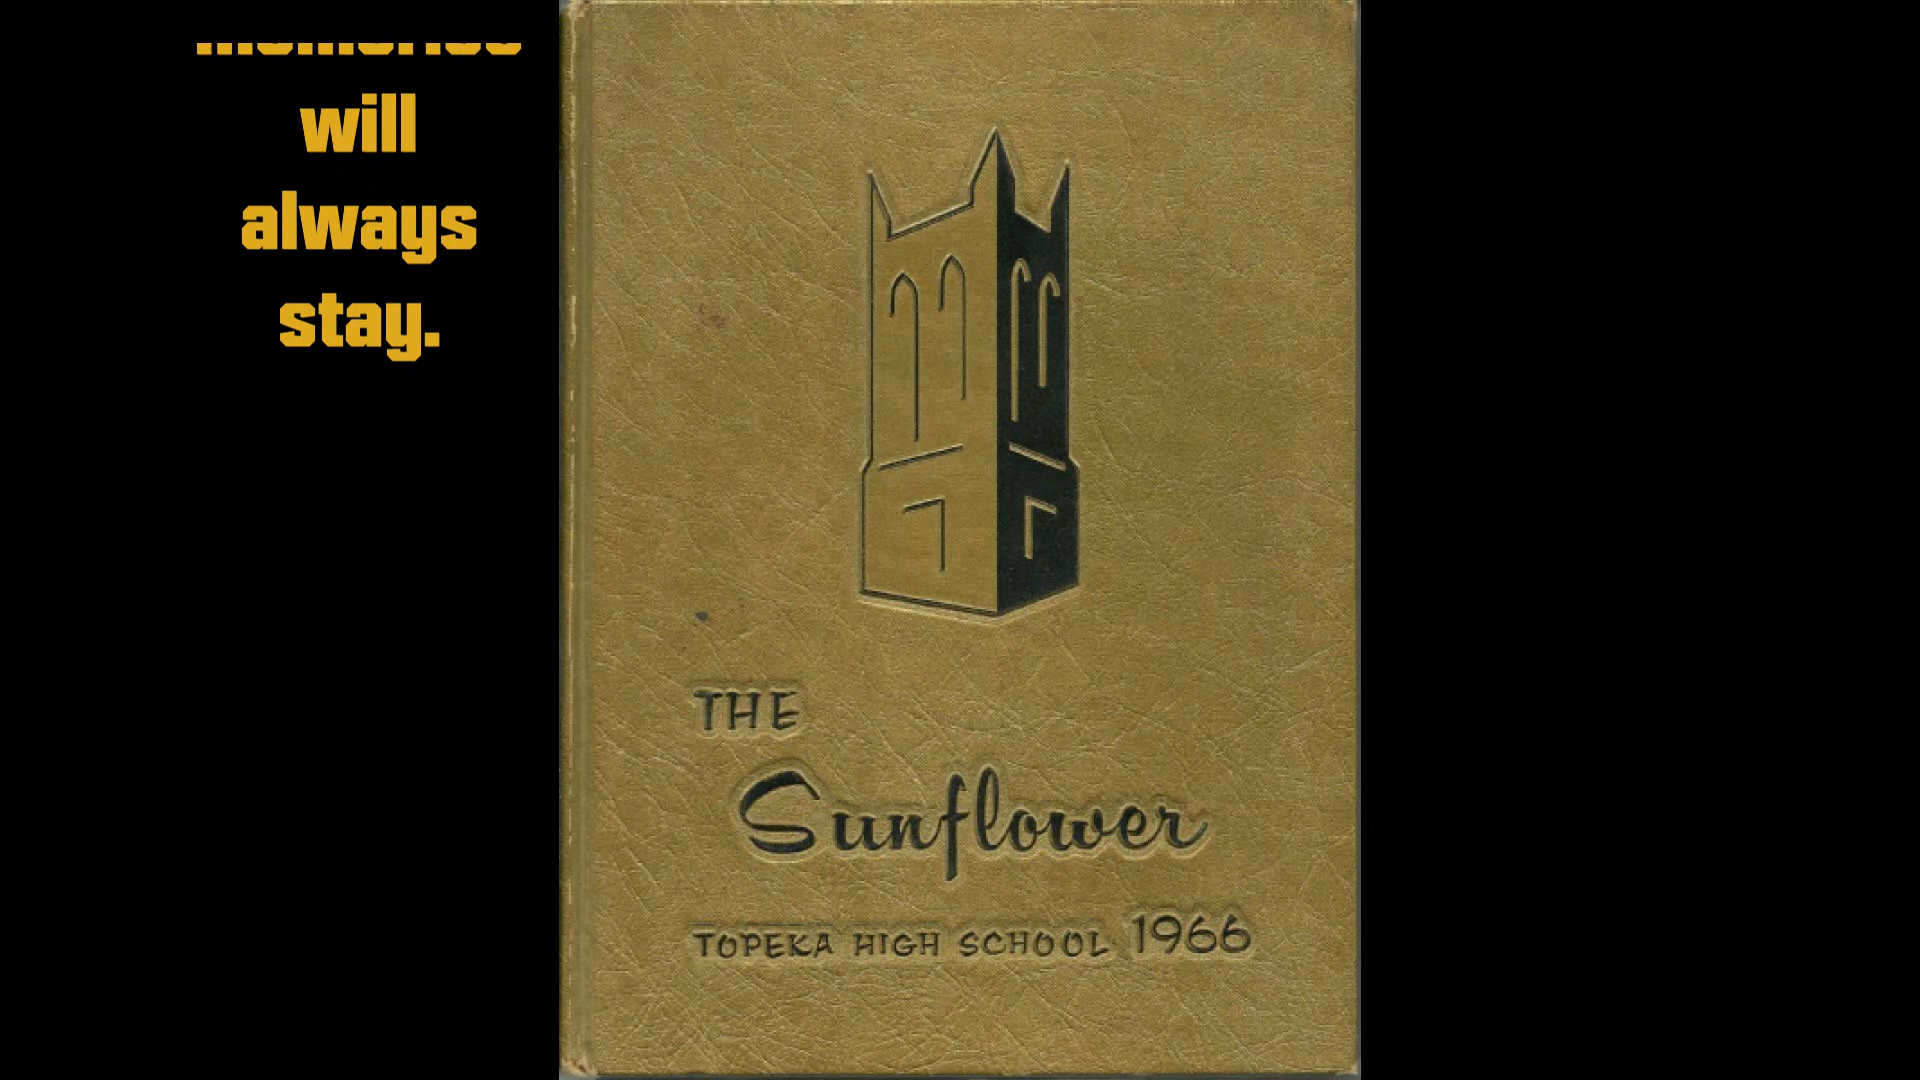 will
always
stay.
THE
Sunflower
TOPEKA HIGH SCHOOL 1966